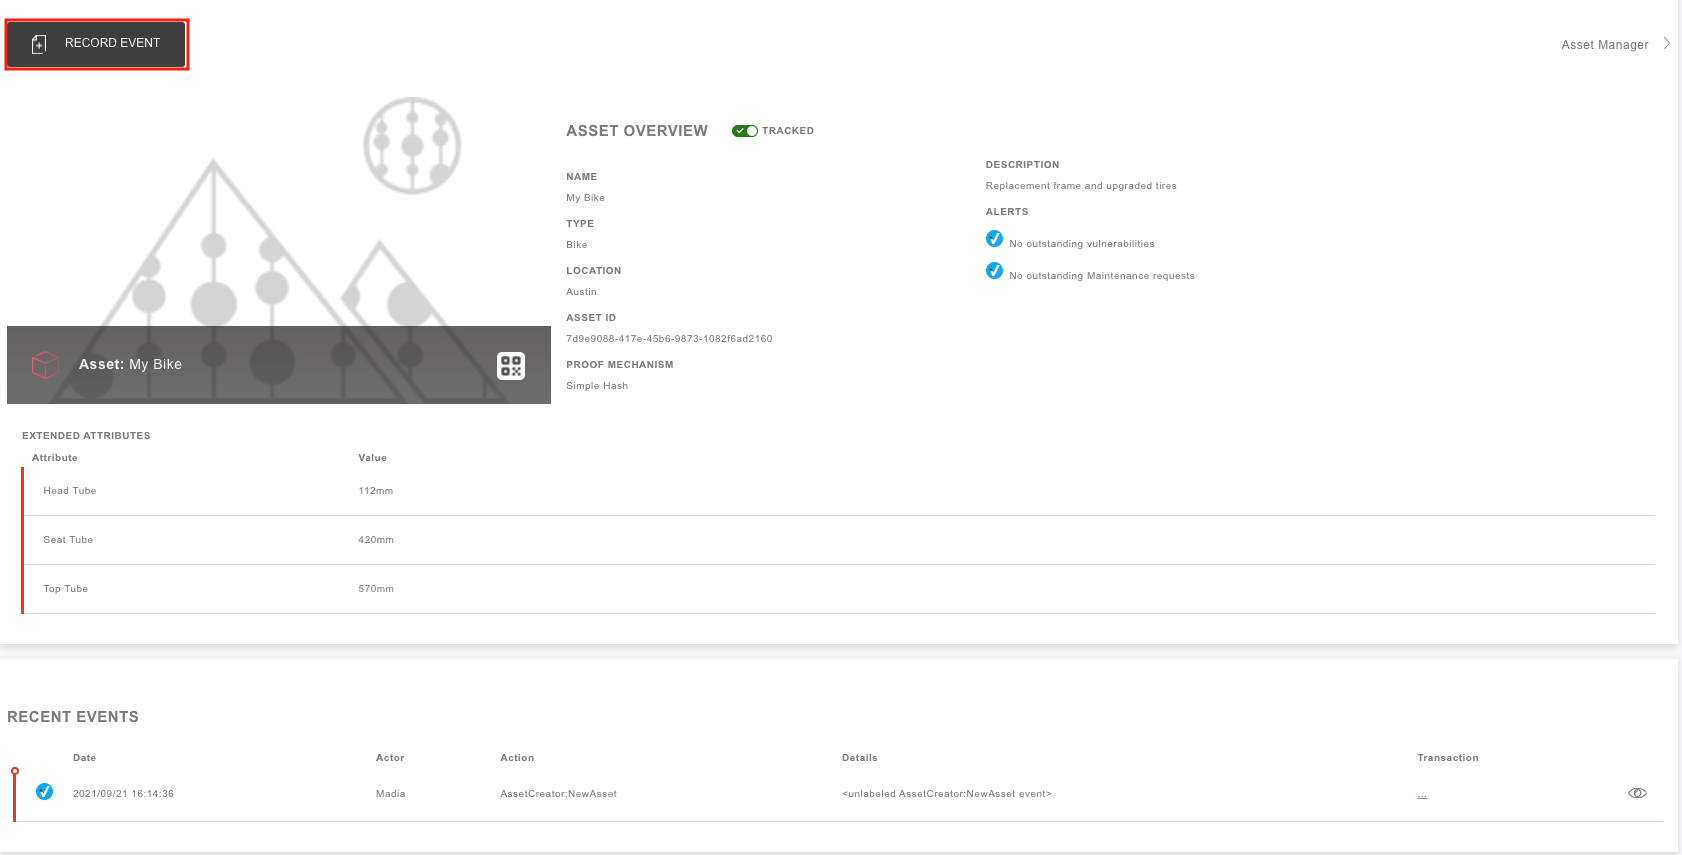 RECORD EVENT
Asset Manager
ASSET OVERVIEW
TRACKED
NAME
My Bike
TYPE
Bike
LOCATION
Austin
ASSET ID
7d9e9088-417e-45b6-9873-1082f6ad2160
PROOF MECHANISM
Simple Hash
DESCRIPTION
Replacement frame and upgraded tires
ALERTS
No outstanding vulnerabilities
No outstanding Maintenance requests
Asset: My Bike
EXTENDED ATTRIBUTES
Attribute Value
Head Tube 112mm
Seat Tube 420mm
Top Tube 570mm
RECENT EVENTS
Date Actor Action Details Transaction
2021/09/21 16:14:36 Madia AssetCreator:NewAsset <unlabeled AssetCreator:NewAsset event> ...